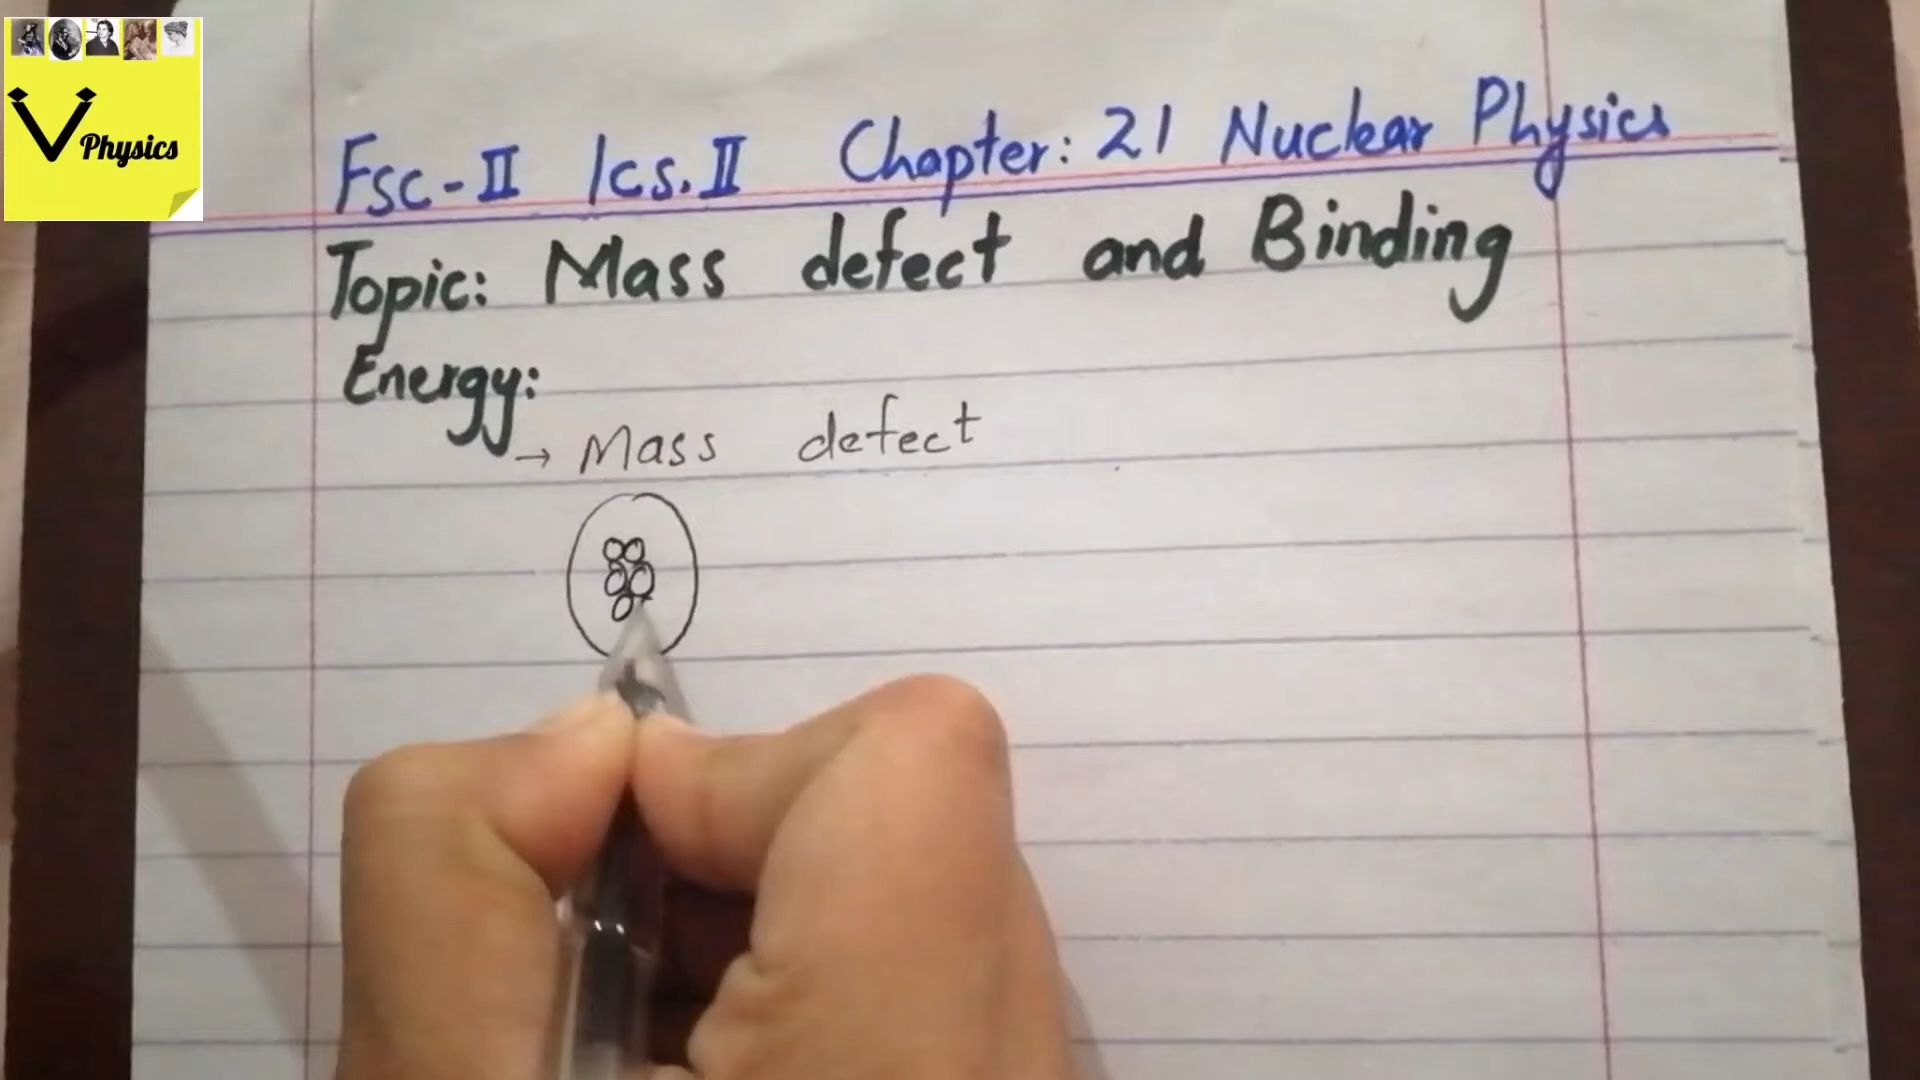 V Physics
Fsc-II Ics.II Chapter: 21 Nuclear Physics
Topic: Mass defect and Binding
Energy:
→ Mass defect